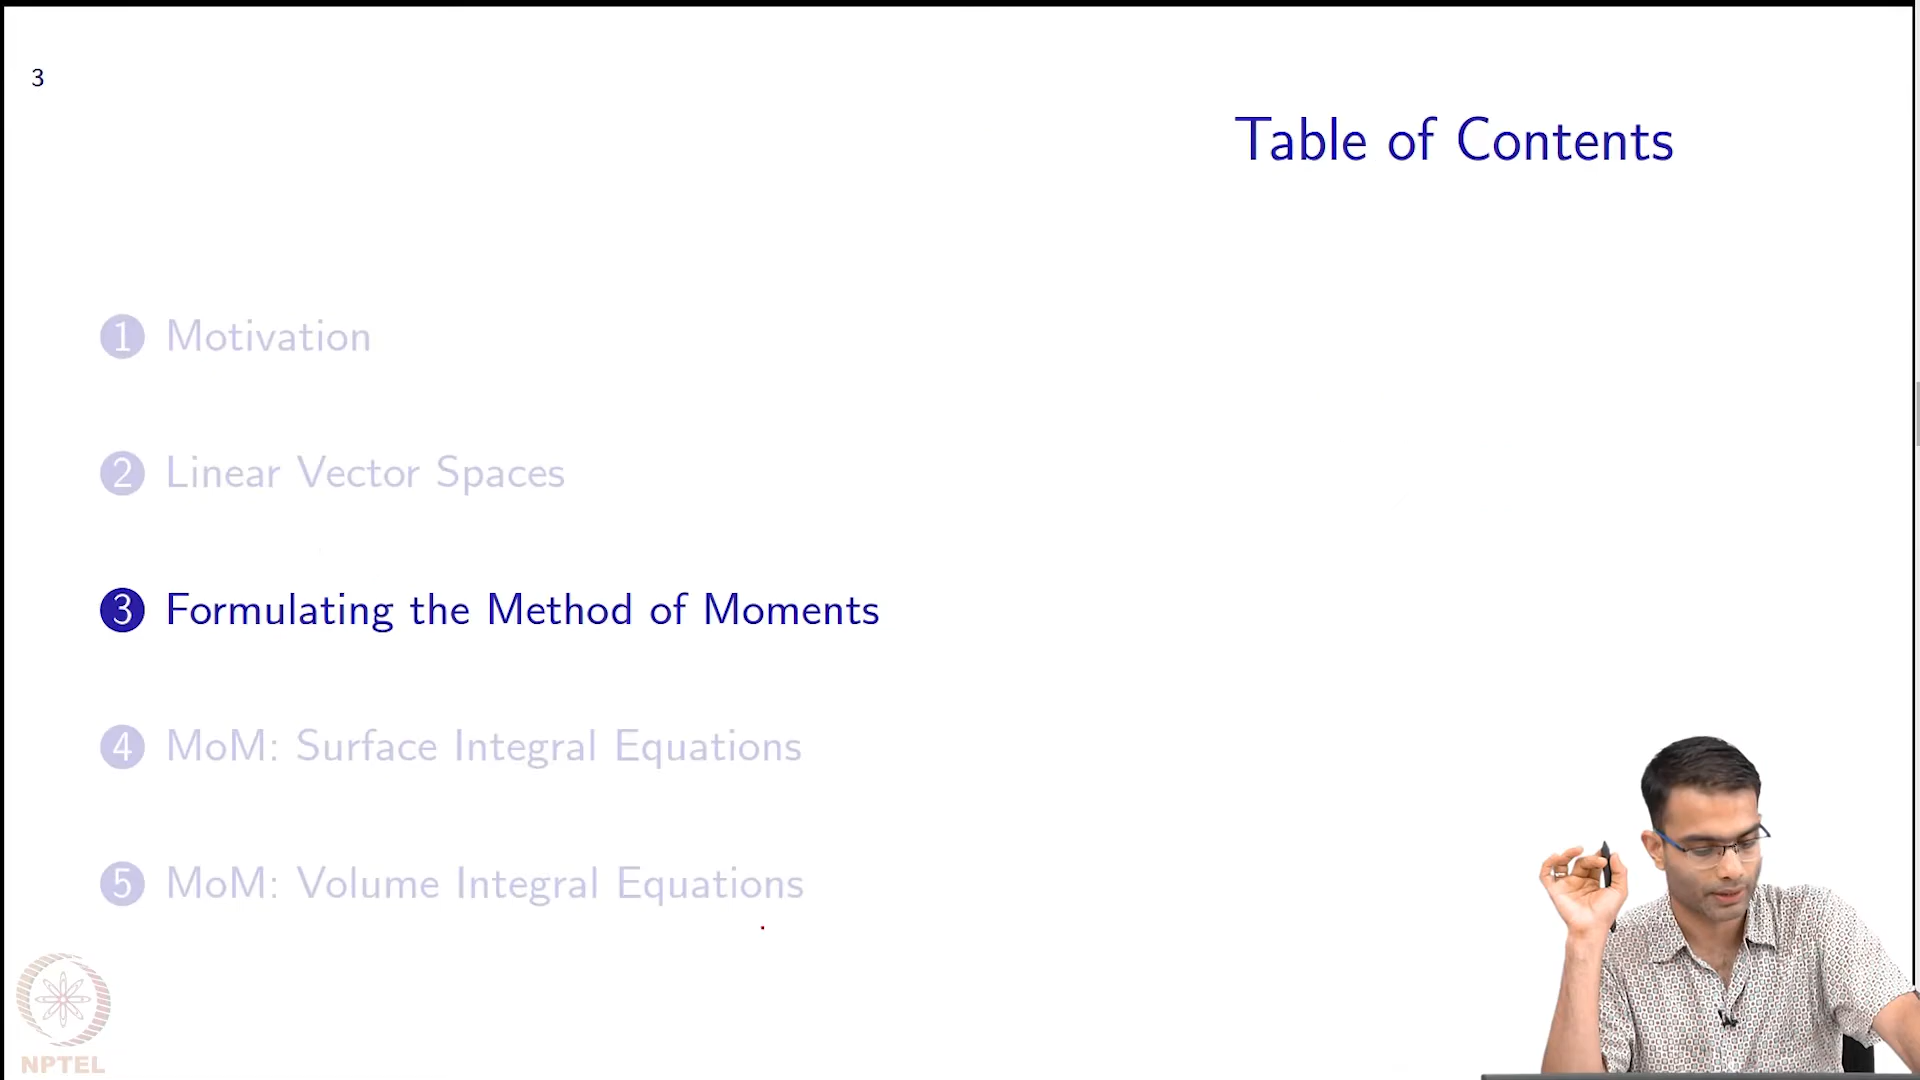 3
Table of Contents
1 Motivation
2 Linear Vector Spaces
3 Formulating the Method of Moments
4 MoM: Surface Integral Equations
5 MoM: Volume Integral Equations
NPTEL